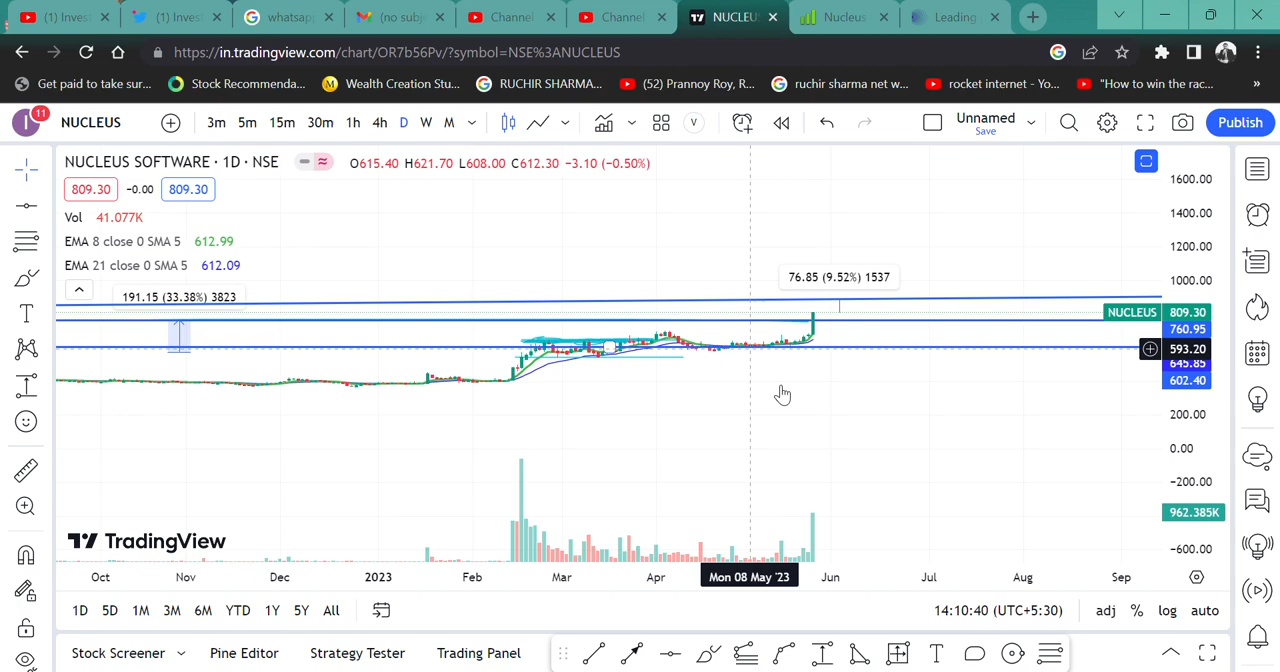 (1) Invest
(1) Invest
whatsap
(no subj
Channel
Channel
NUCLEU
Nucleus
Leading
https://in.tradingview.com/chart/OR7b56Pv/?symbol=NSE%3ANUCLEUS
Get paid to take sur...
Stock Recommenda...
Wealth Creation Stu...
RUCHIR SHARMA...
(52) Prannoy Roy, R...
ruchir sharma net w...
rocket internet - Yo...
"How to win the rac...
»
I
11
NUCLEUS
3m 5m 15m 30m 1h 4h D W M
V
Unnamed
Save
Publish
NUCLEUS SOFTWARE · 1D · NSE
O615.40 H621.70 L608.00 C612.30 −3.10 (−0.50%)
809.30 -0.00 809.30
Vol 41.077K
EMA 8 close 0 SMA 5 612.99
EMA 21 close 0 SMA 5 612.09
191.15 (33.38%) 3823
76.85 (9.52%) 1537
1600.00
1400.00
1200.00
1000.00
NUCLEUS 809.30
760.95
593.20
645.85
602.40
200.00
0.00
−200.00
962.385K
−600.00
TradingView
Oct Nov Dec 2023 Feb Mar Apr Mon 08 May '23 Jun Jul Aug Sep
1D 5D 1M 3M 6M YTD 1Y 5Y All
14:10:40 (UTC+5:30)
adj % log auto
Stock Screener
Pine Editor
Strategy Tester
Trading Panel
T